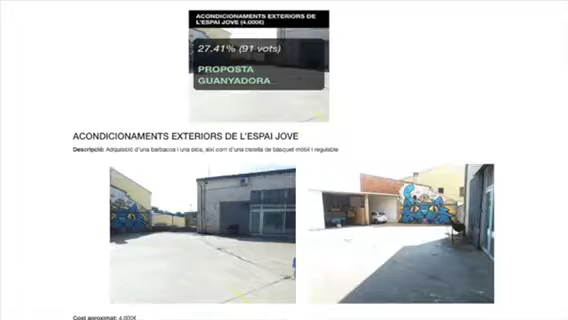 ACONDICIONAMENTS EXTERIORS DE
L'ESPAI JOVE (4.000€)
27.41% (91 vots)
PROPOSTA
GUANYADORA
ACONDICIONAMENTS EXTERIORS DE L'ESPAI JOVE
Descripció: Adquisició d'una barbacoa i una pica, així com d'una cistella de bàsquet mòbil i regulable
Cost aproximat: 4.000€